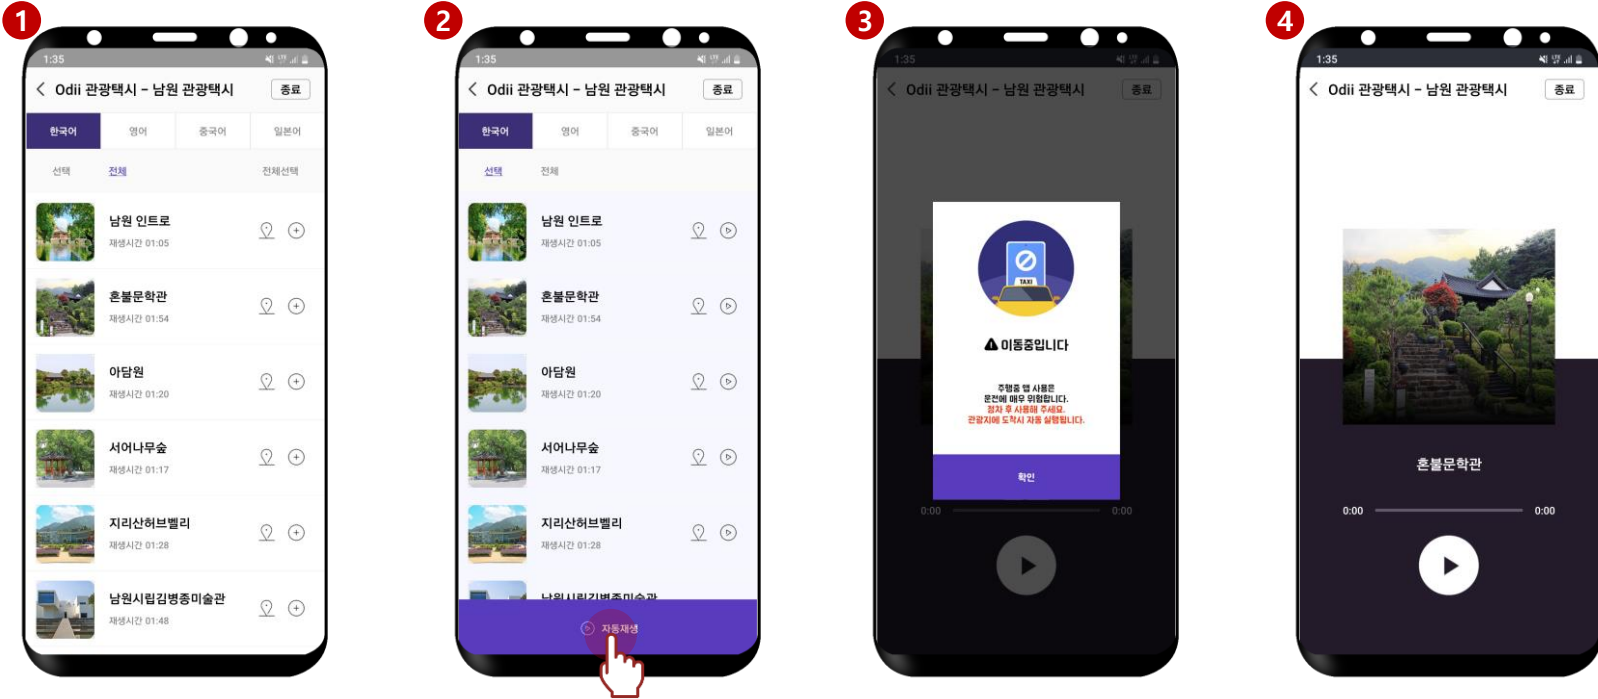 1
1:35
Odii 관광택시 – 남원 관광택시
종료
한국어 영어 중국어 일본어
선택 전체 전체선택
남원 인트로
재생시간 01:05
혼불문학관
재생시간 01:54
아담원
재생시간 01:20
서어나무숲
재생시간 01:17
지리산허브벨리
재생시간 01:28
남원시립김병종미술관
재생시간 01:48
2
1:35
Odii 관광택시 – 남원 관광택시
종료
한국어 영어 중국어 일본어
선택 전체
남원 인트로
재생시간 01:05
혼불문학관
재생시간 01:54
아담원
재생시간 01:20
서어나무숲
재생시간 01:17
지리산허브벨리
재생시간 01:28
남원시립김병종미술관
자동재생
3
1:35
Odii 관광택시 – 남원 관광택시
종료
TAXI
이동중입니다
주행중 앱 사용은
운전에 매우 위험합니다.
정차 후 사용해 주세요.
관광지에 도착시 자동 실행됩니다.
확인
0:00 0:00
4
1:35
Odii 관광택시 – 남원 관광택시
종료
혼불문학관
0:00 0:00